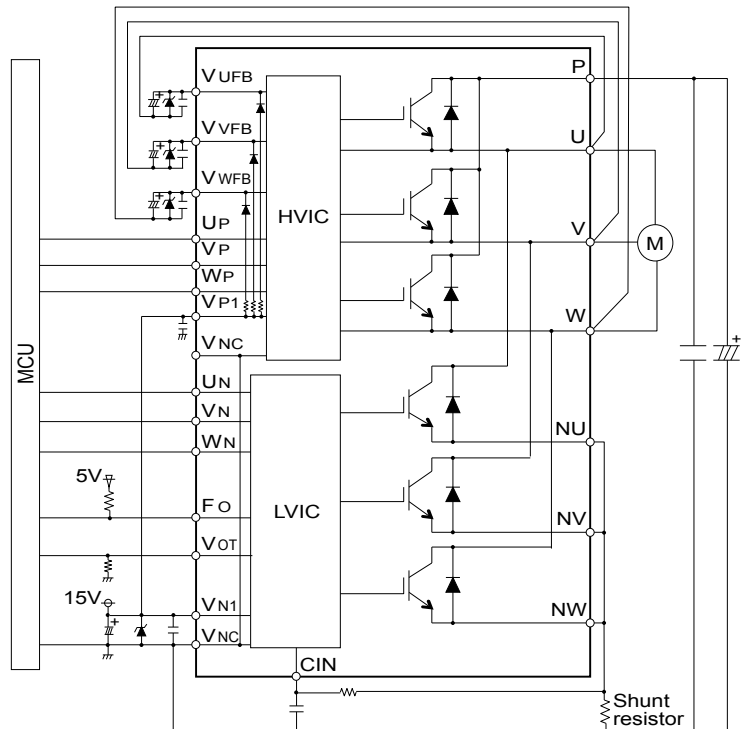 MCU
VUFB
VVFB
VWFB
UP
VP
WP
VP1
VNC
UN
VN
WN
5V
FO
VOT
15V
VN1
VNC
HVIC
LVIC
CIN
P
U
V
M
W
NU
NV
NW
Shunt
resistor
+
+
+
+
+